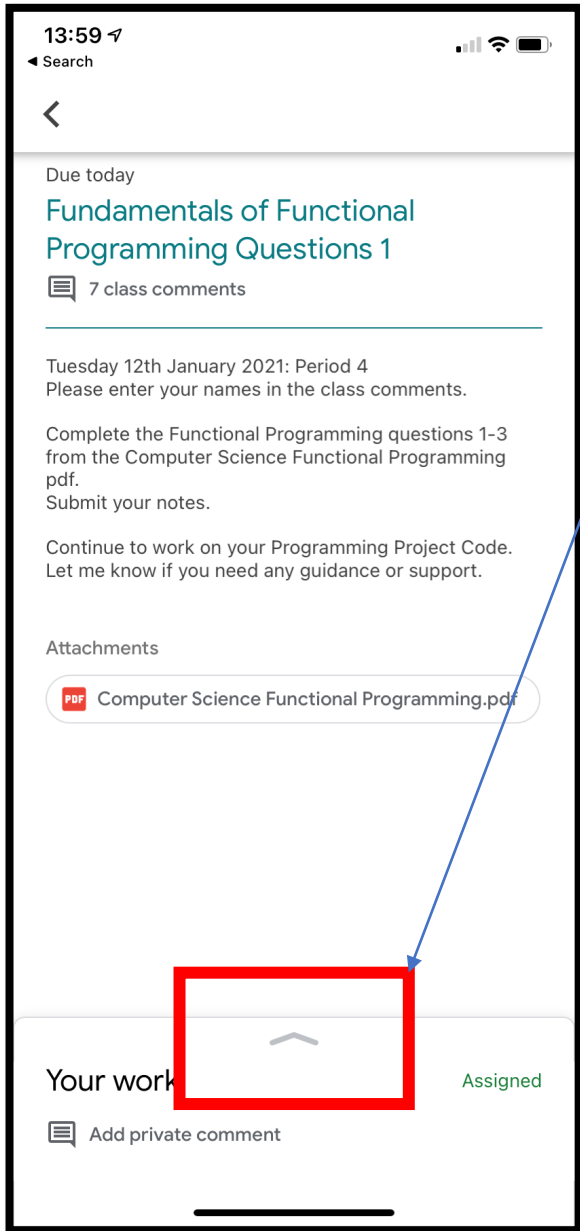 13:59
Search
Due today
Fundamentals of Functional
Programming Questions 1
7 class comments
Tuesday 12th January 2021: Period 4
Please enter your names in the class comments.
Complete the Functional Programming questions 1-3
from the Computer Science Functional Programming
pdf.
Submit your notes.
Continue to work on your Programming Project Code.
Let me know if you need any guidance or support.
Attachments
PDF Computer Science Functional Programming.pdf
Your work Assigned
Add private comment